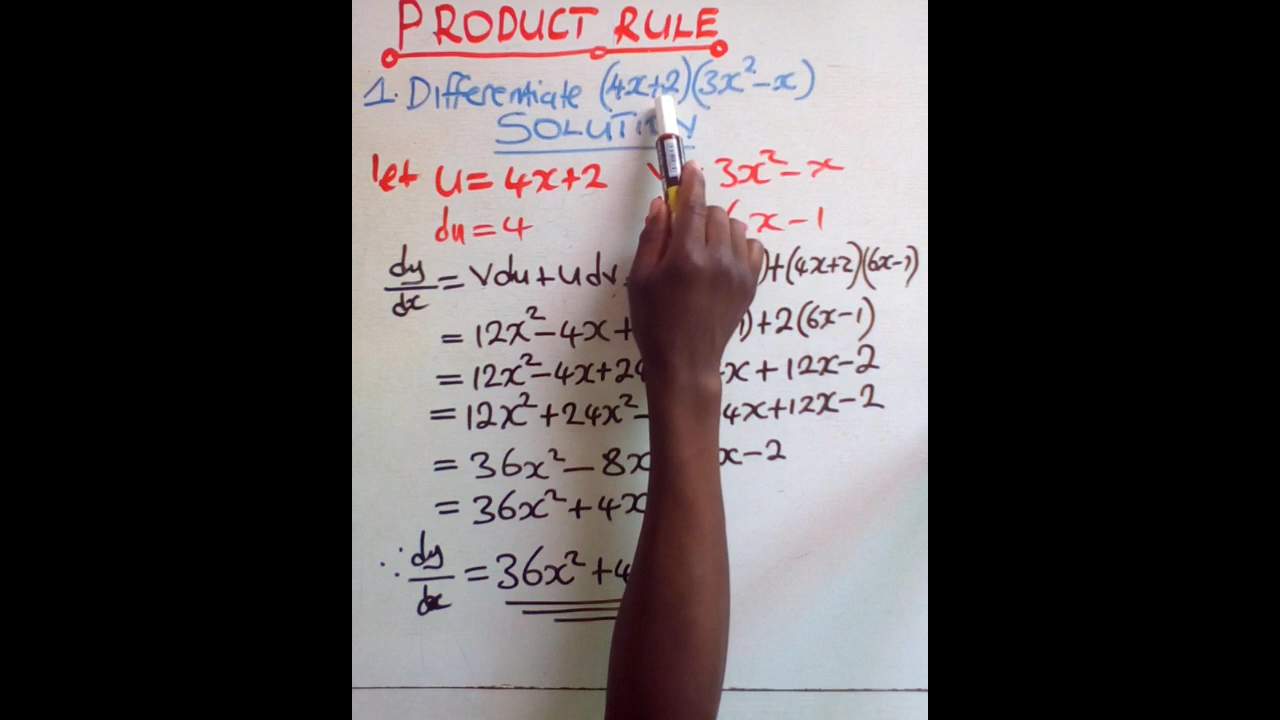 PRODUCT RULE
1. Differentiate (4x+2)(3x²-x)
SOLUTION
let u = 4x+2 3x²-x
du = 4 x-1
dy/dx = Vdu+Udv )+(4x+2)(6x-1)
= 12x²-4x+ 1)+2(6x-1)
= 12x²-4x+2 x+12x-2
= 12x²+24x²- 4x+12x-2
= 36x²-8x x-2
= 36x²+4x
∴ dy/dx = 36x²+4